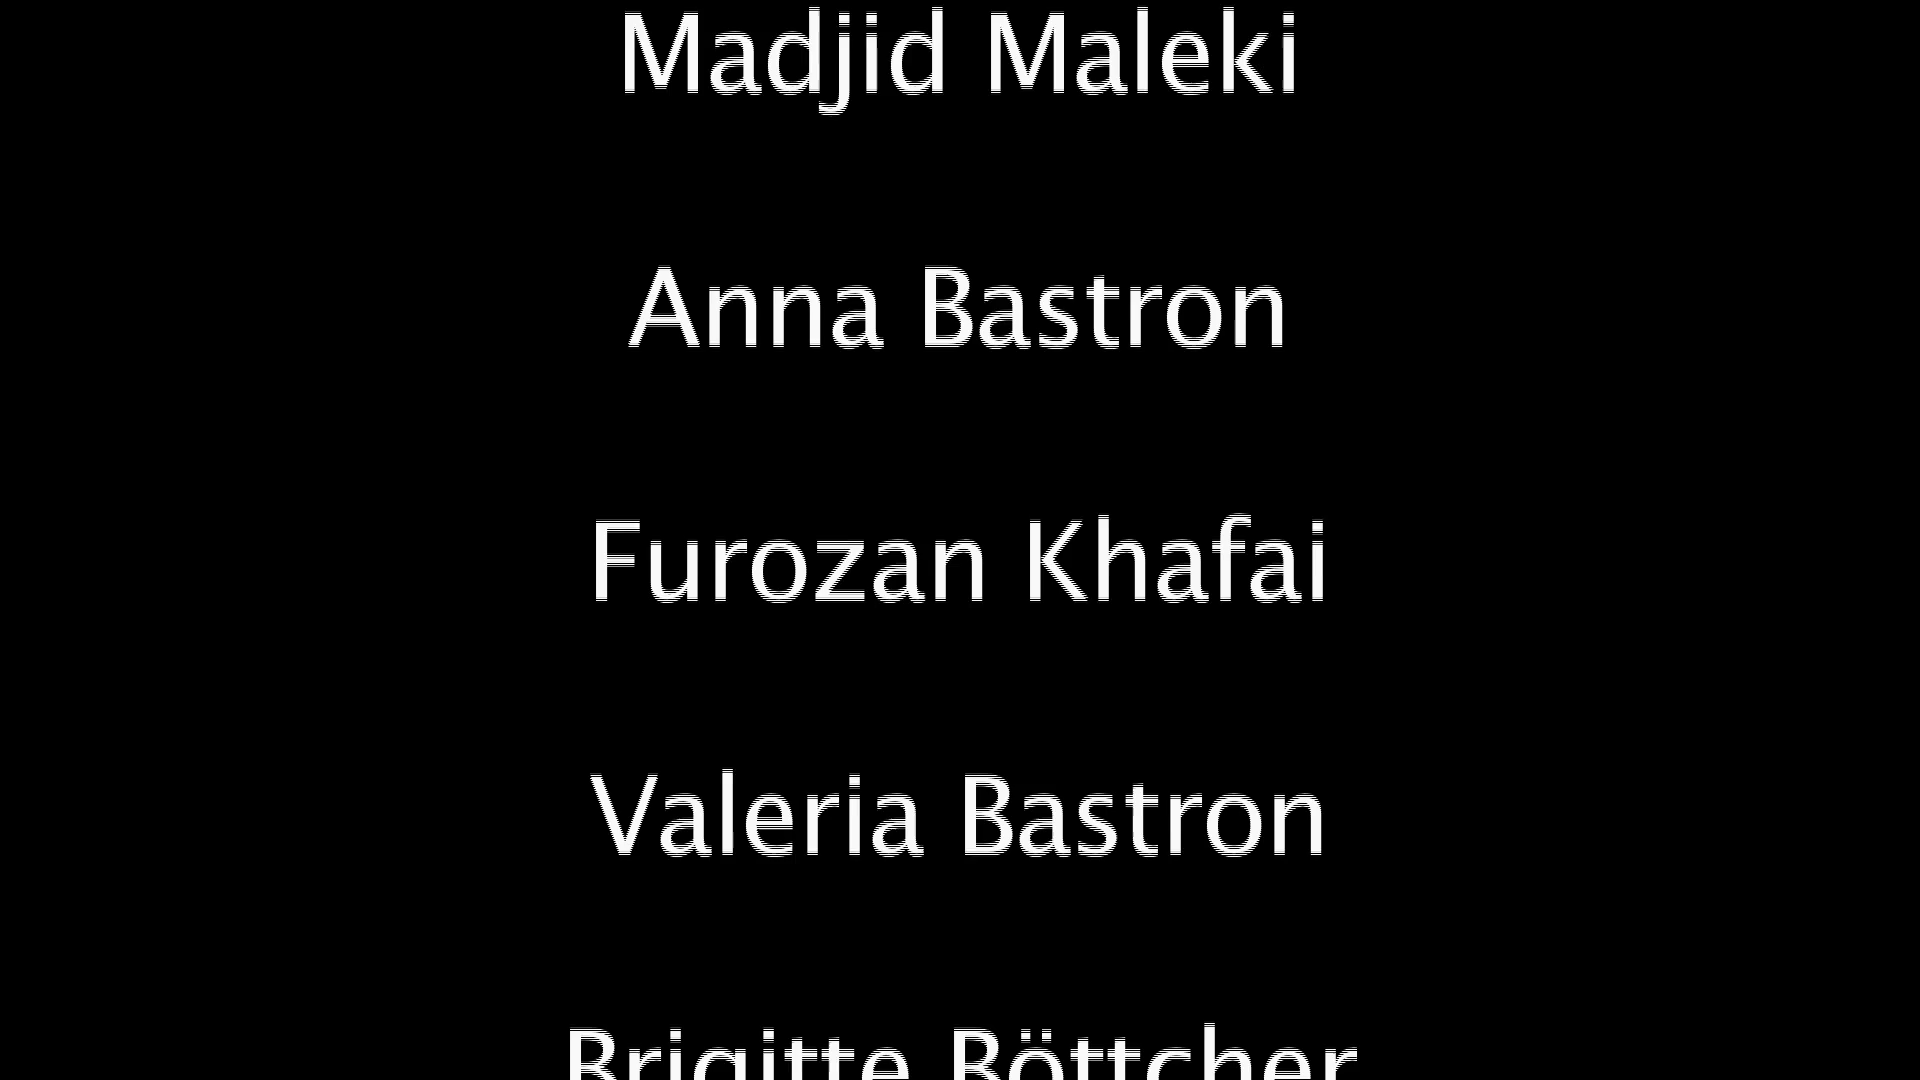 Madjid Maleki
Anna Bastron
Furozan Khafai
Valeria Bastron
Brigitte Böttcher